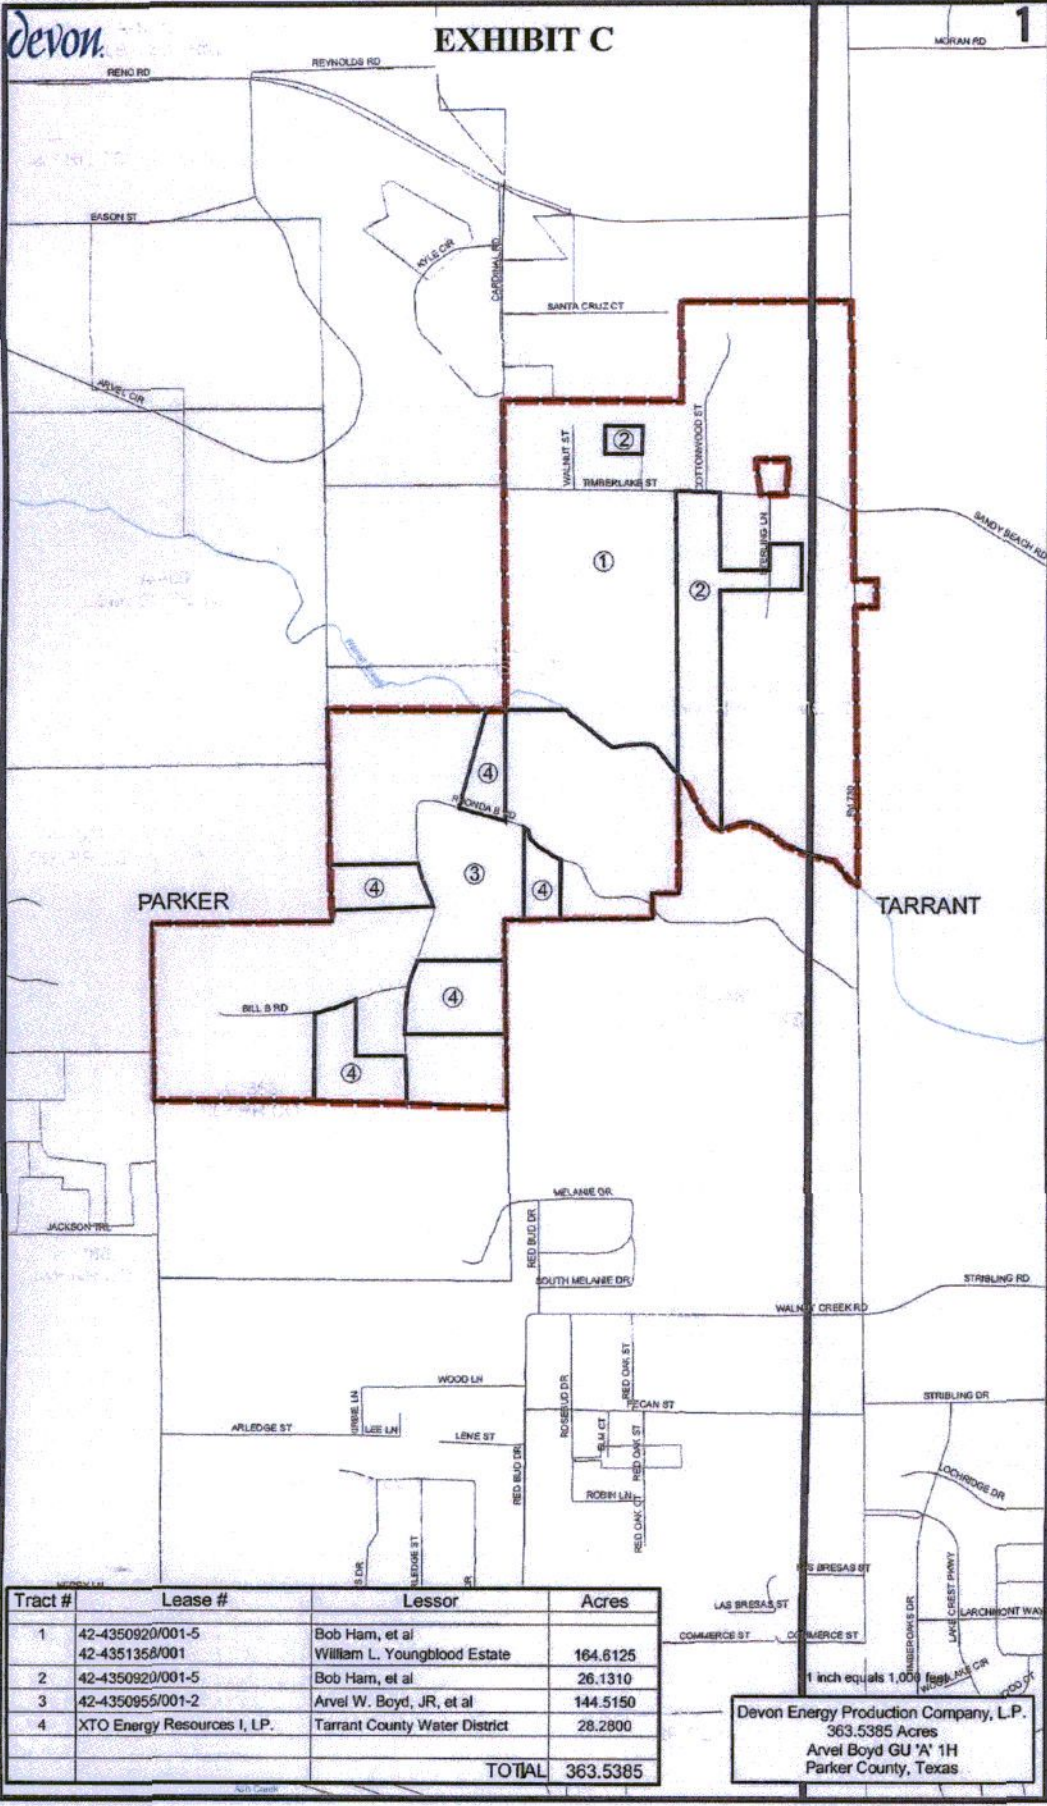 devon.
EXHIBIT C
1
MORAN RD
RENO RD
REYNOLDS RD
EASON ST
KYLE CIR
CARDINAL RD
SANTA CRUZ CT
ARVEL CIR
WALNUT ST
②
COTTONWOOD ST
TIMBERLAKE ST
SANDY BEACH RD
STERLING LN
①
②
④
RHONDA B RD
③
④
④
PARKER
TARRANT
④
BILL B RD
④
MELANIE DR
RED BUD DR
JACKSON TRL
SOUTH MELANIE DR
STRIBLING RD
WALNUT CREEK RD
WOOD LN
ROSEBUD DR
RED OAK ST
PECAN ST
STRIBLING DR
ARLEDGE ST
LEE LN
LENE ST
ELM CT
RED OAK ST
RED BUD DR
LOCHRIDGE DR
ROBIN LN
RED OAK CT
LAS BRESAS ST
LAKE CREST PKWY
LARCHMONT WAY
COMMERCE ST
COMMERCE ST
1 inch equals 1,000 feet
Tract # Lease # Lessor Acres
1 42-4350920/001-5 Bob Ham, et al
42-4351358/001 William L. Youngblood Estate 164.6125
2 42-4350920/001-5 Bob Ham, et al 26.1310
3 42-4350955/001-2 Arvel W. Boyd, JR, et al 144.5150
4 XTO Energy Resources I, LP. Tarrant County Water District 28.2800
TOTAL 363.5385
Devon Energy Production Company, L.P.
363.5385 Acres
Arvel Boyd GU 'A' 1H
Parker County, Texas